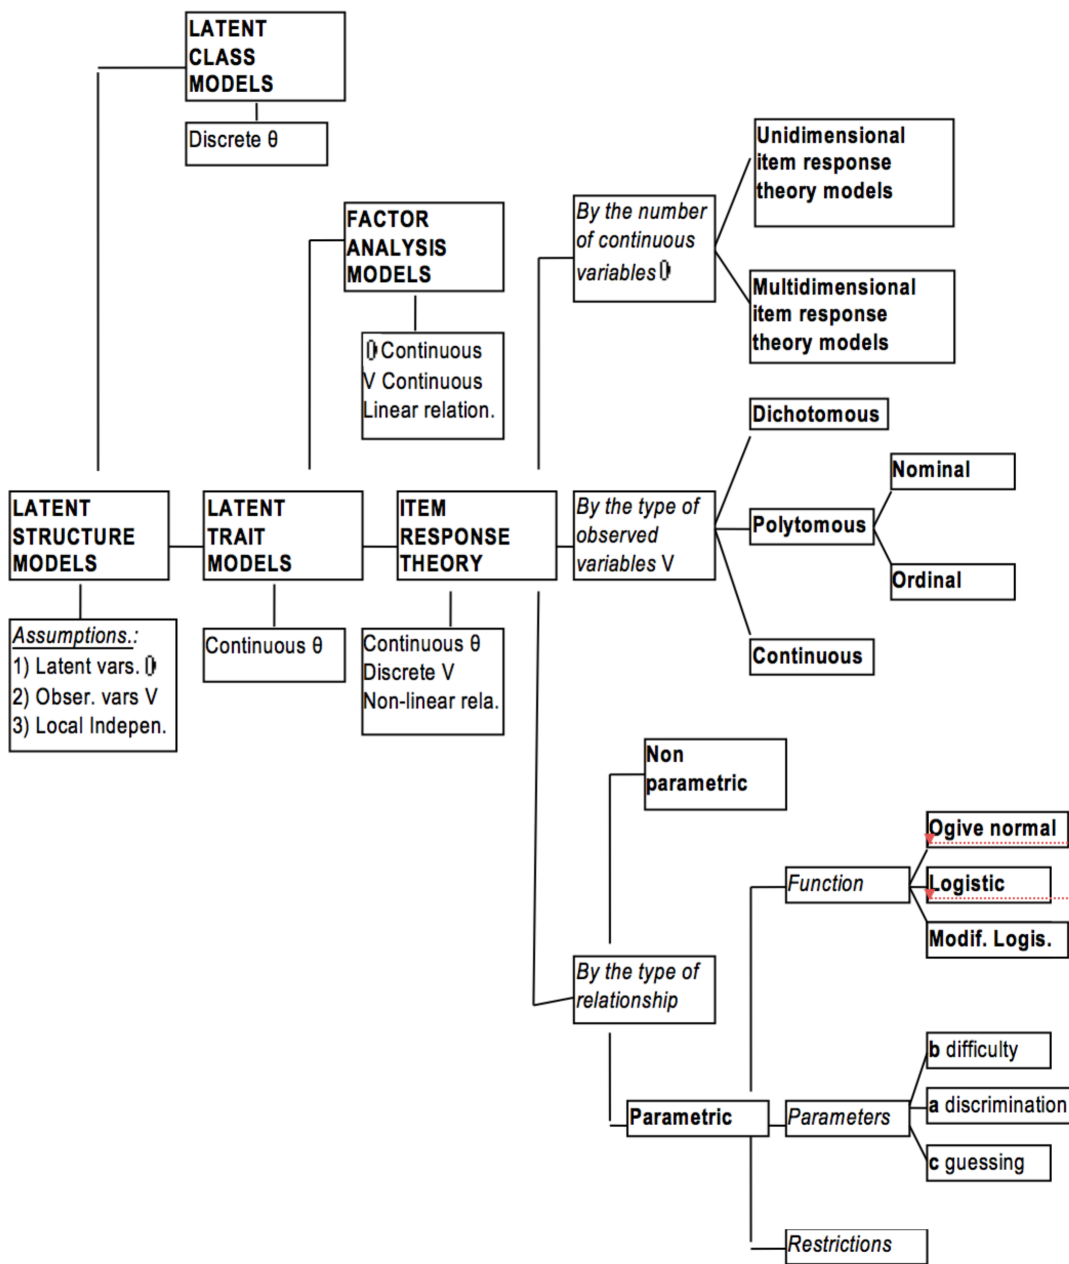 LATENT
CLASS
MODELS
Discrete θ
FACTOR
ANALYSIS
MODELS
Continuous
V Continuous
Linear relation.
LATENT
STRUCTURE
MODELS
Assumptions.:
1) Latent vars.
2) Obser. vars V
3) Local Indepen.
LATENT
TRAIT
MODELS
Continuous θ
ITEM
RESPONSE
THEORY
Continuous θ
Discrete V
Non-linear rela.
By the number
of continuous
variables
Unidimensional
item response
theory models
Multidimensional
item response
theory models
By the type of
observed
variables V
Dichotomous
Polytomous
Nominal
Ordinal
Continuous
By the type of
relationship
Non
parametric
Parametric
Function
Ogive normal
Logistic
Modif. Logis.
Parameters
b difficulty
a discrimination
c guessing
Restrictions